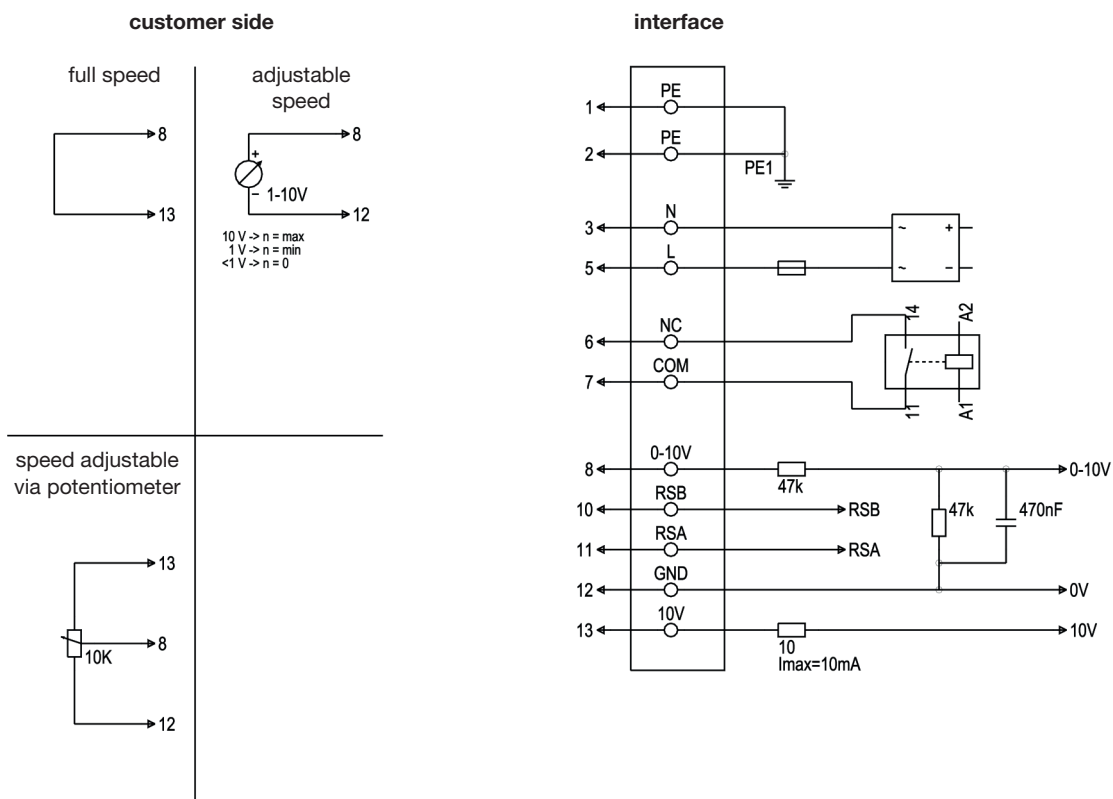 customer side
full speed
8
13
adjustable
speed
8
+
1-10V
−
12
10 V -> n = max
1 V -> n = min
<1 V -> n = 0
speed adjustable
via potentiometer
13
8
10K
12
interface
1 PE
2 PE
PE1
3 N ~ +
5 L ~ −
14 A2
6 NC
7 COM
11 A1
8 0-10V 47k 0-10V
10 RSB RSB 47k 470nF
11 RSA RSA
12 GND 0V
13 10V 10 10V
Imax=10mA